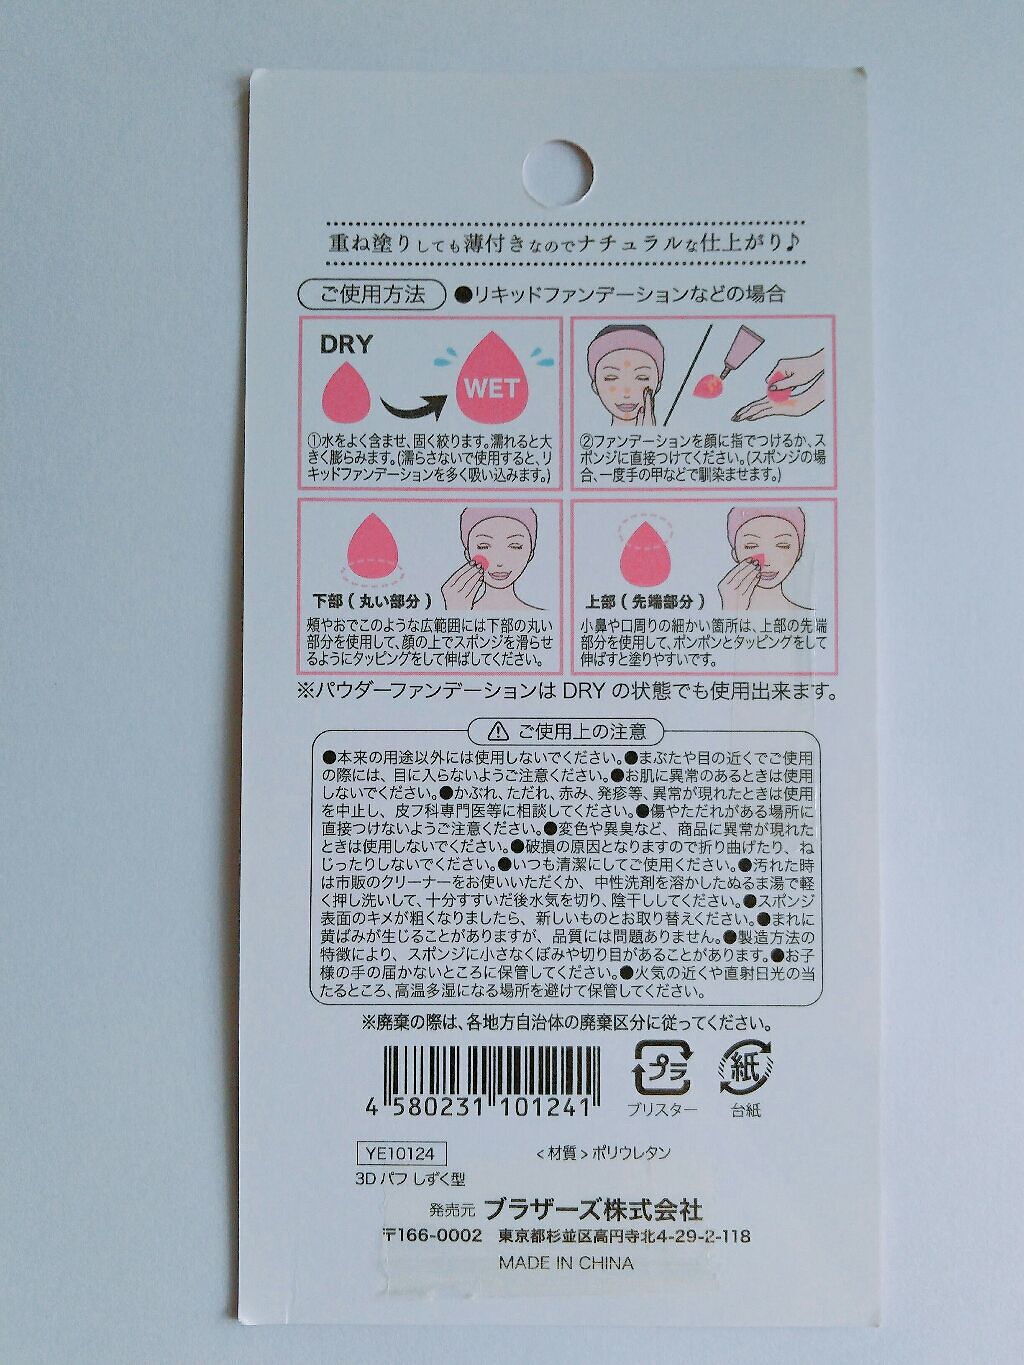 重ね塗りしても薄付きなのでナチュラルな仕上がり♪
ご使用方法 ●リキッドファンデーションなどの場合
DRY
WET
①水をよく含ませ、固く絞ります。濡れると大
きく膨らみます。(濡らさないで使用すると、リ
キッドファンデーションを多く吸い込みます。)
②ファンデーションを顔に指でつけるか、ス
ポンジに直接つけてください。(スポンジの場
合、一度手の甲などで馴染ませます。)
下部(丸い部分)
頬やおでこのような広範囲には下部の丸い
部分を使用して、顔の上でスポンジを滑らせ
るようにタッピングをして伸ばしてください。
上部(先端部分)
小鼻や口周りの細かい箇所は、上部の先端
部分を使用して、ポンポンとタッピングをして
伸ばすと塗りやすいです。
※パウダーファンデーションは DRY の状態でも使用出来ます。
⚠ ご使用上の注意
●本来の用途以外には使用しないでください。●まぶたや目の近くでご使用
の際には、目に入らないようご注意ください。●お肌に異常のあるときは使用
しないでください。●かぶれ、ただれ、赤み、発疹等、異常が現れたときは使用
を中止し、皮フ科専門医等に相談してください。●傷やただれがある場所に
直接つけないようご注意ください。●変色や異臭など、商品に異常が現れた
ときは使用しないでください。●破損の原因となりますので折り曲げたり、ね
じったりしないでください。●いつも清潔にしてご使用ください。●汚れた時
は市販のクリーナーをお使いいただくか、中性洗剤を溶かしたぬるま湯で軽
く押し洗いして、十分すすいだ後水気を切り、陰干ししてください。●スポンジ
表面のキメが粗くなりましたら、新しいものとお取り替えください。●まれに
黄ばみが生じることがありますが、品質には問題ありません。●製造方法の
特徴により、スポンジに小さなくぼみや切り目があることがあります。●お子
様の手の届かないところに保管してください。●火気の近くや直射日光の当
たるところ、高温多湿になる場所を避けて保管してください。
※廃棄の際は、各地方自治体の廃棄区分に従ってください。
4 580231 101241
プラ
ブリスター
紙
台紙
YE10124
<材質>ポリウレタン
3D パフ しずく型
発売元 ブラザーズ株式会社
〒166-0002 東京都杉並区高円寺北4-29-2-118
MADE IN CHINA